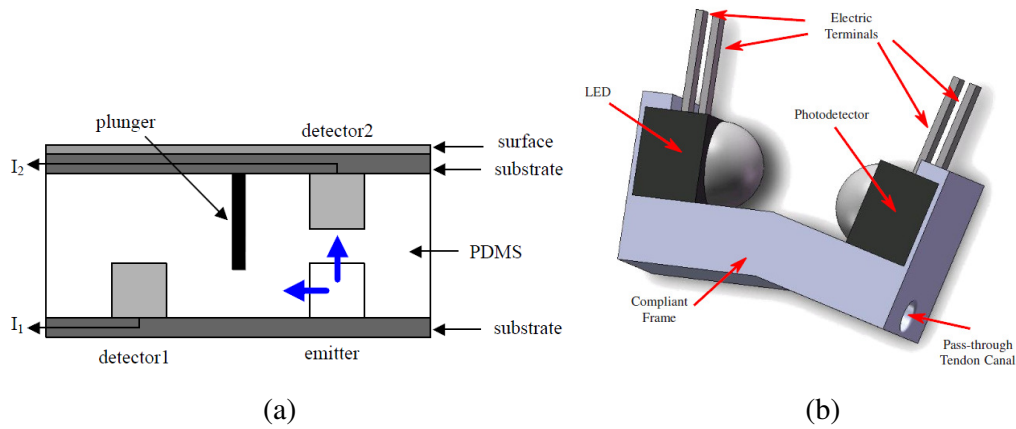 plunger
detector2
surface
I2
substrate
PDMS
I1
substrate
detector1
emitter
(a)
Electric
Terminals
LED
Photodetector
Compliant
Frame
Pass-through
Tendon Canal
(b)